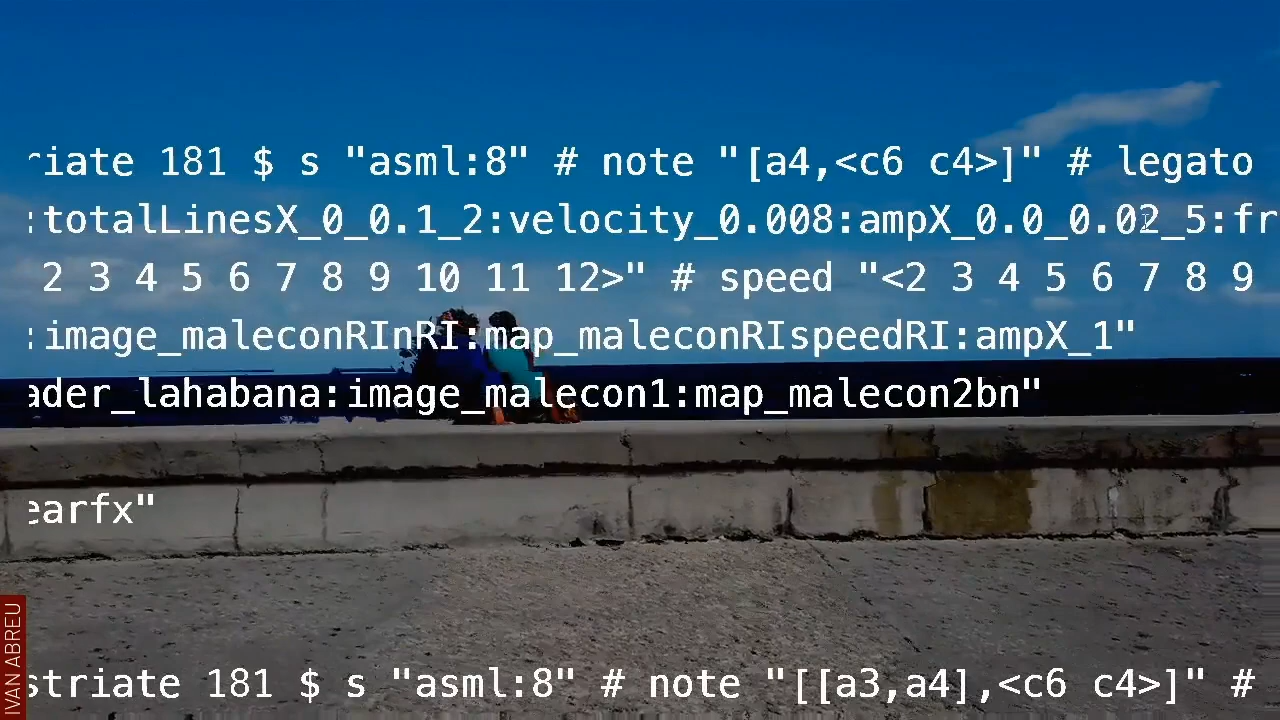 riate 181 $ s "asml:8" # note "[a4,<c6 c4>]" # legato
:totalLinesX_0_0.1_2:velocity_0.008:ampX_0.0_0.02_5:fr
2 3 4 5 6 7 8 9 10 11 12>" # speed "<2 3 4 5 6 7 8 9
:image_maleconRInRI:map_maleconRIspeedRI:ampX_1"
ader_lahabana:image_malecon1:map_malecon2bn"
earfx"
striate 181 $ s "asml:8" # note "[[a3,a4],<c6 c4>]" #
IVAN ABREU